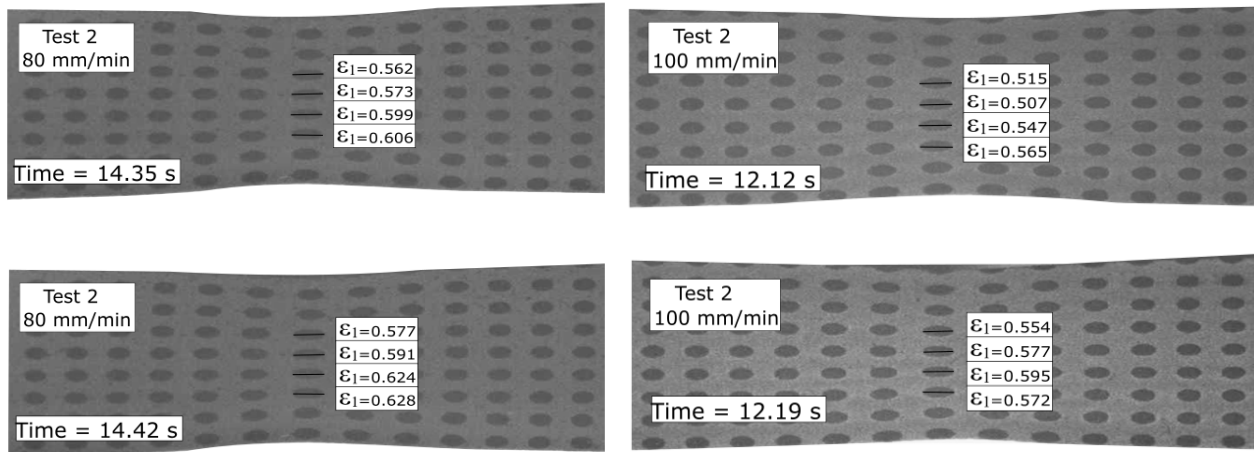 Test 2
80 mm/min
ε1=0.562
ε1=0.573
ε1=0.599
ε1=0.606
Time = 14.35 s
Test 2
100 mm/min
ε1=0.515
ε1=0.507
ε1=0.547
ε1=0.565
Time = 12.12 s
Test 2
80 mm/min
ε1=0.577
ε1=0.591
ε1=0.624
ε1=0.628
Time = 14.42 s
Test 2
100 mm/min
ε1=0.554
ε1=0.577
ε1=0.595
ε1=0.572
Time = 12.19 s